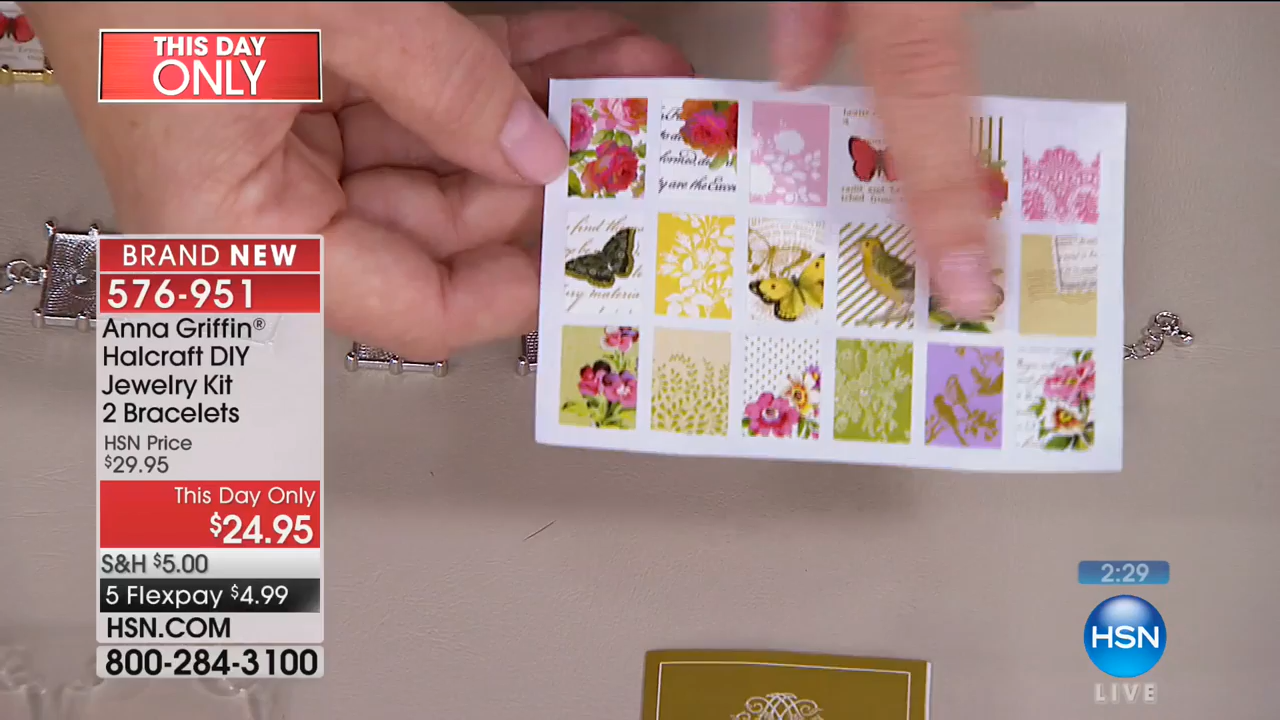 THIS DAY
ONLY
BRAND NEW
576-951
Anna Griffin®
Halcraft DIY
Jewelry Kit
2 Bracelets
HSN Price
$29.95
This Day Only
$24.95
S&H $5.00
5 Flexpay $4.99
HSN.COM
800-284-3100
2:29
HSN
LIVE